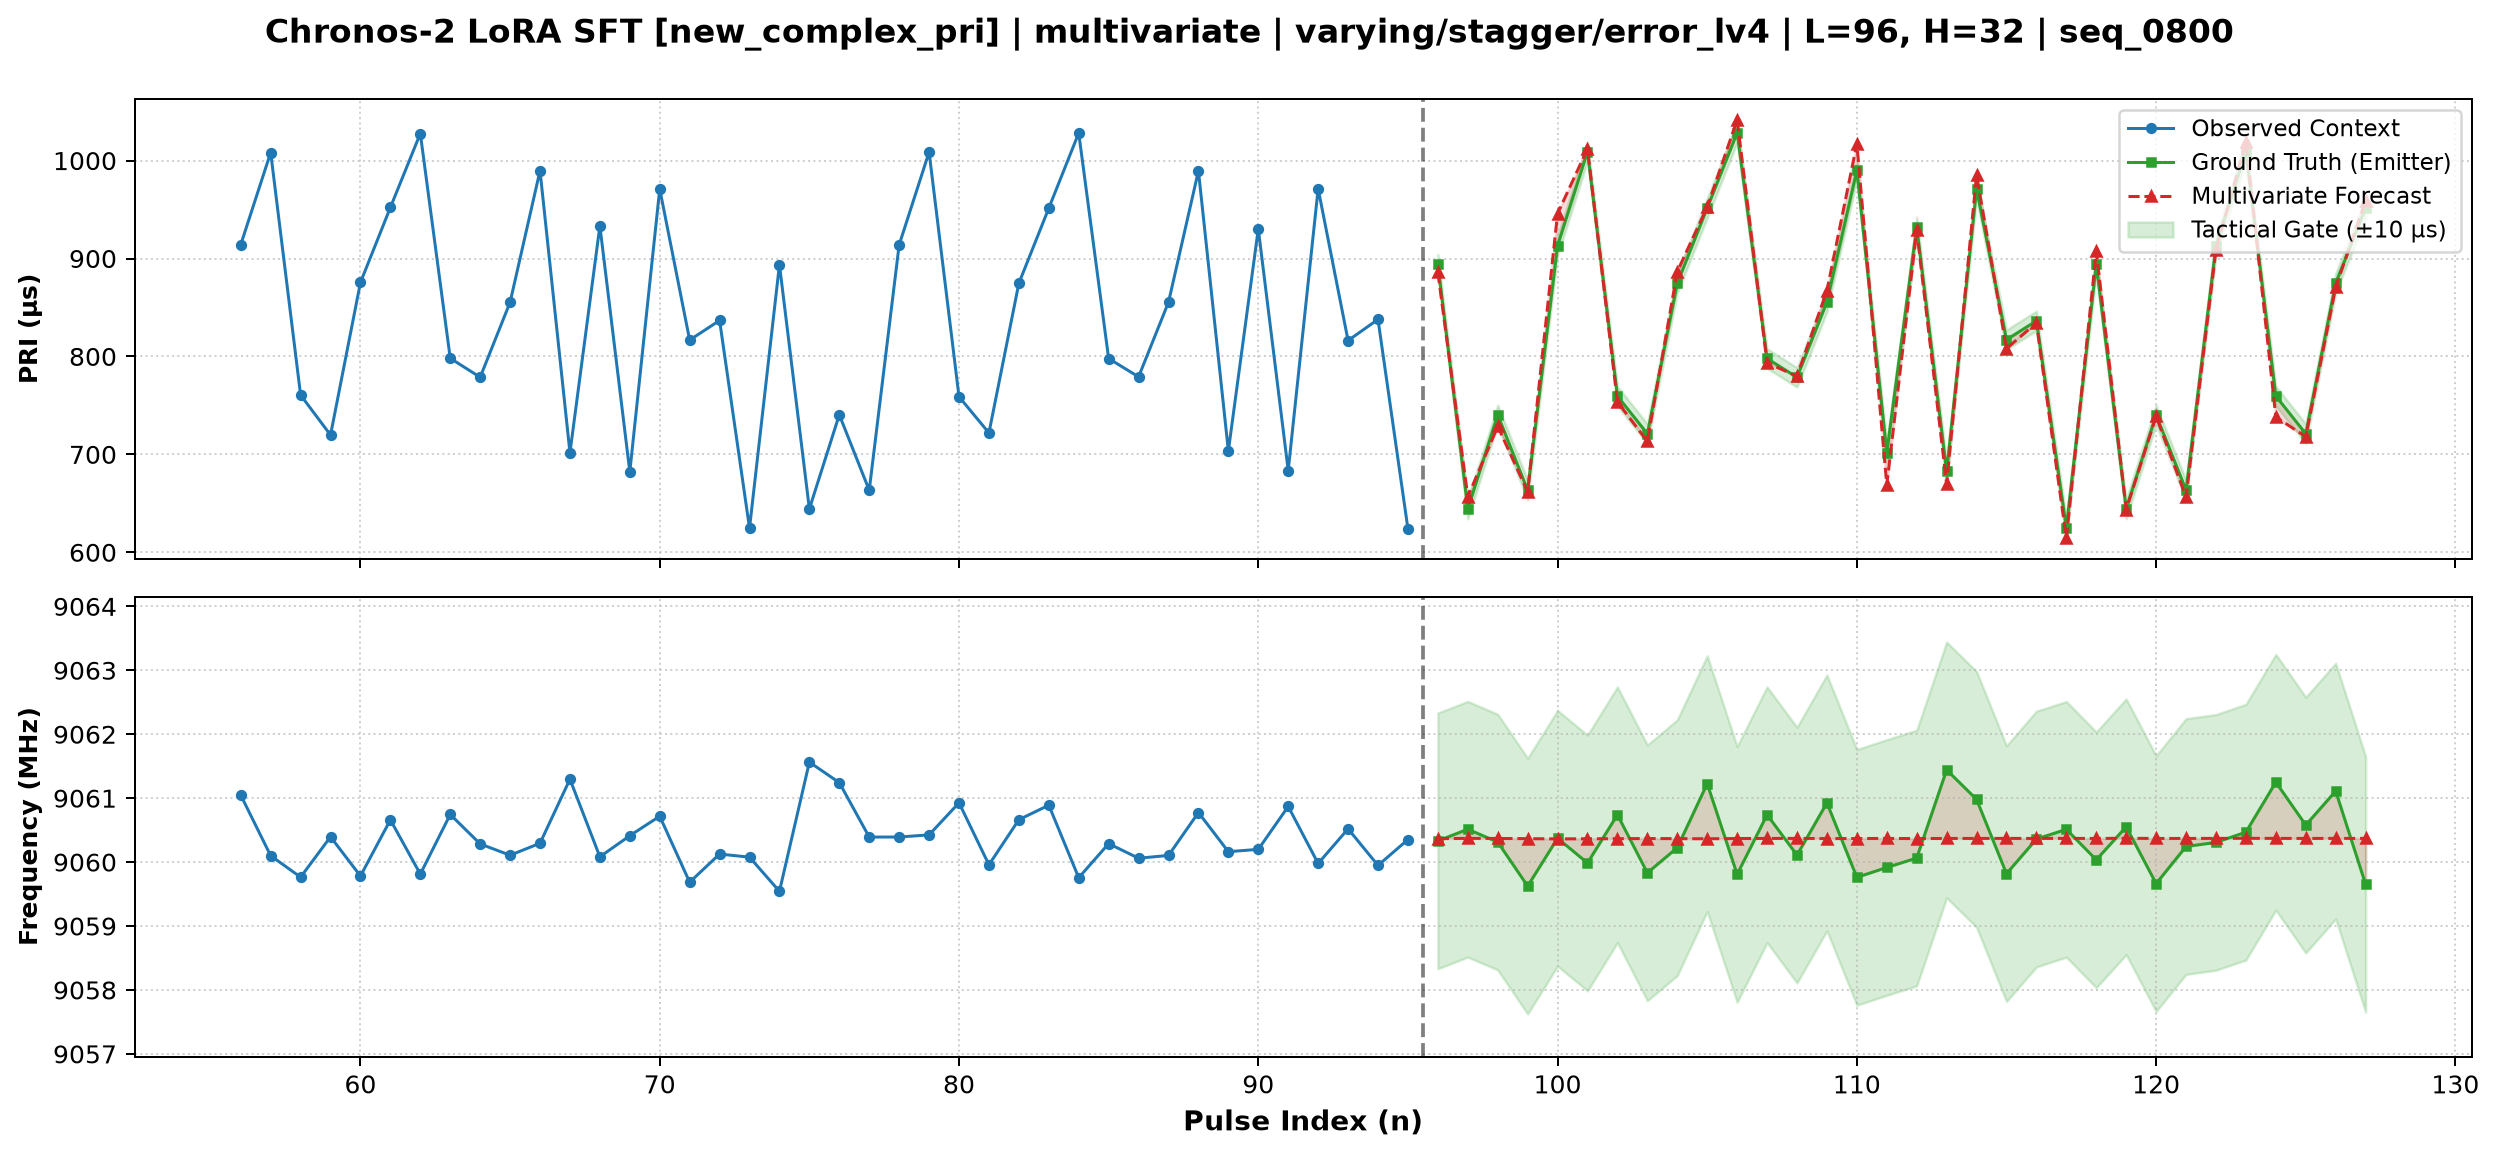 Chronos-2 LoRA SFT [new_complex_pri] | multivariate | varying/stagger/error_lv4 | L=96, H=32 | seq_0800
PRI (μs)
1000
900
800
700
600
Observed Context
Ground Truth (Emitter)
Multivariate Forecast
Tactical Gate (±10 μs)
Frequency (MHz)
9064
9063
9062
9061
9060
9059
9058
9057
60 70 80 90 100 110 120 130
Pulse Index (n)